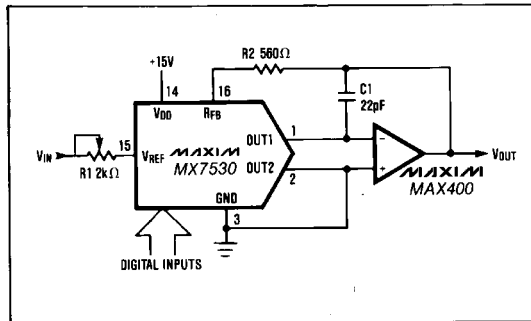 +15V
R2 560Ω
14
16
C1
22pF
VDD
RFB
OUT1
1
VIN
15
VREF
MAXIM
MX7530
R1 2kΩ
OUT2
2
−
+
VOUT
MAXIM
MAX400
GND
3
DIGITAL INPUTS